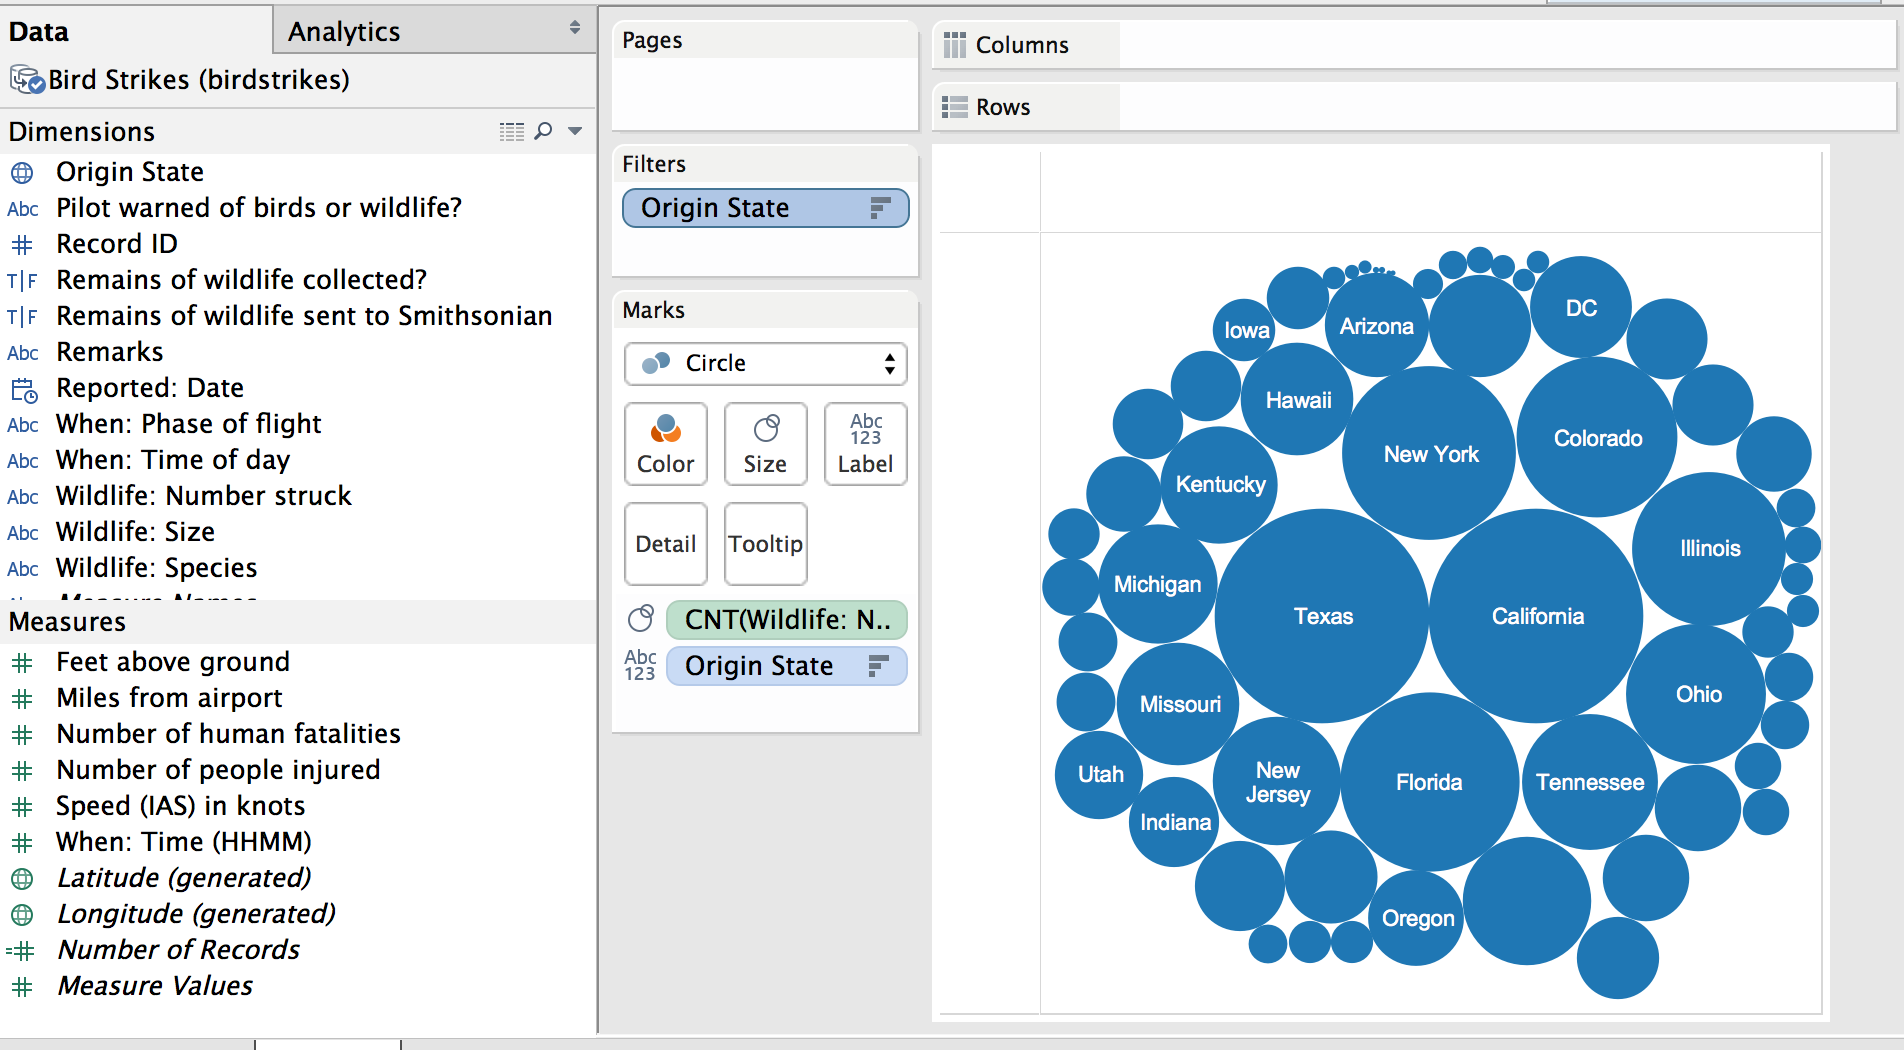 Data
Analytics
Bird Strikes (birdstrikes)
Dimensions
Origin State
Abc Pilot warned of birds or wildlife?
Record ID
T|F Remains of wildlife collected?
T|F Remains of wildlife sent to Smithsonian
Abc Remarks
Reported: Date
Abc When: Phase of flight
Abc When: Time of day
Abc Wildlife: Number struck
Abc Wildlife: Size
Abc Wildlife: Species
Measures
Feet above ground
Miles from airport
Number of human fatalities
Number of people injured
Speed (IAS) in knots
When: Time (HHMM)
Latitude (generated)
Longitude (generated)
=# Number of Records
Measure Values
Pages
Filters
Origin State
Marks
Circle
Color
Size
Abc
123
Label
Detail
Tooltip
CNT(Wildlife: N..
Abc
123
Origin State
Columns
Rows
DC
Iowa
Arizona
Hawaii
New York
Colorado
Kentucky
Illinois
Michigan
Texas
California
Missouri
Ohio
Utah
New
Jersey
Florida
Tennessee
Indiana
Oregon